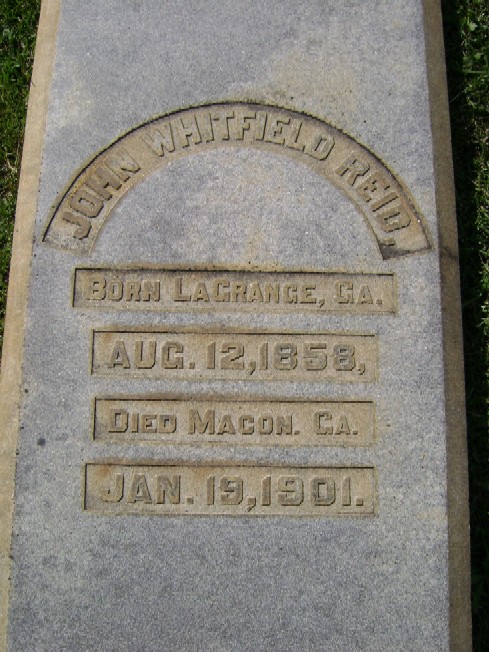 JOHN WHITFIELD REID,
BORN LAGRANGE, GA.
AUG. 12, 1858,
DIED MACON. GA.
JAN. 19, 1901.